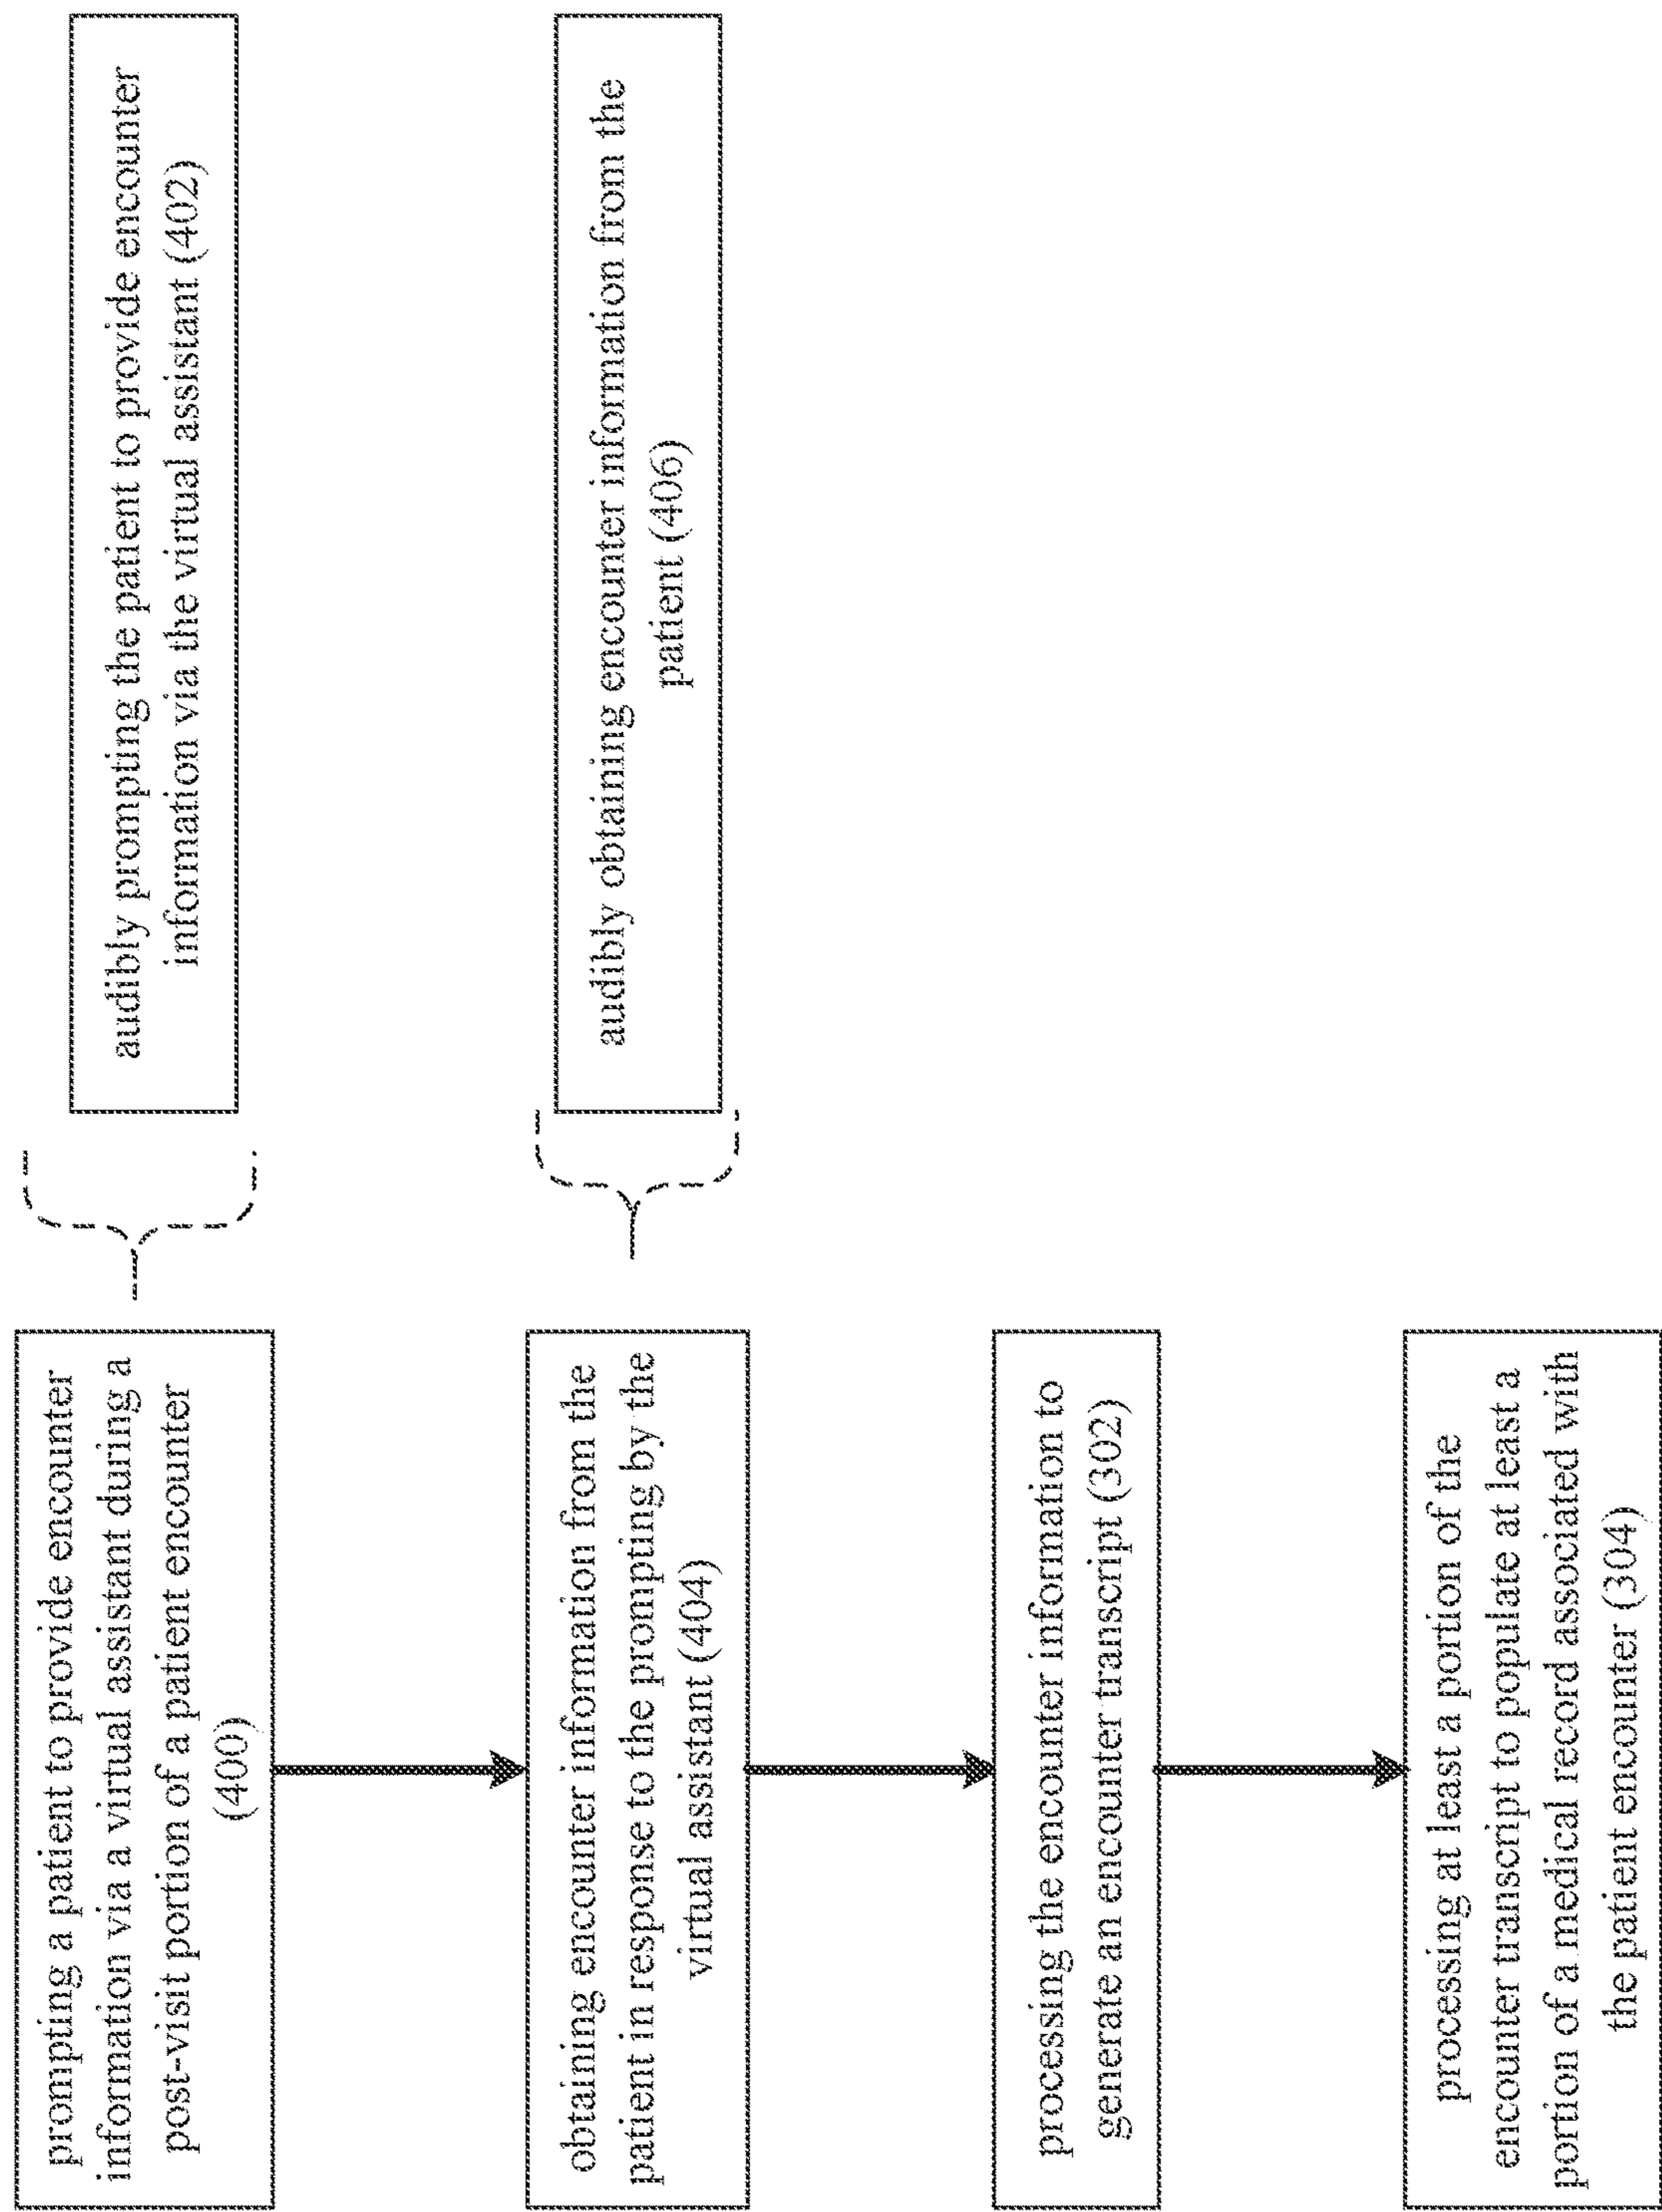 prompting a patient to provide encounter
information via a virtual assistant during a
post-visit portion of a patient encounter
(400)
audibly prompting the patient to provide encounter
information via the virtual assistant (402)
obtaining encounter information from the
patient in response to the prompting by the
virtual assistant (404)
audibly obtaining encounter information from the
patient (406)
processing the encounter information to
generate an encounter transcript (302)
processing at least a portion of the
encounter transcript to populate at least a
portion of a medical record associated with
the patient encounter (304)